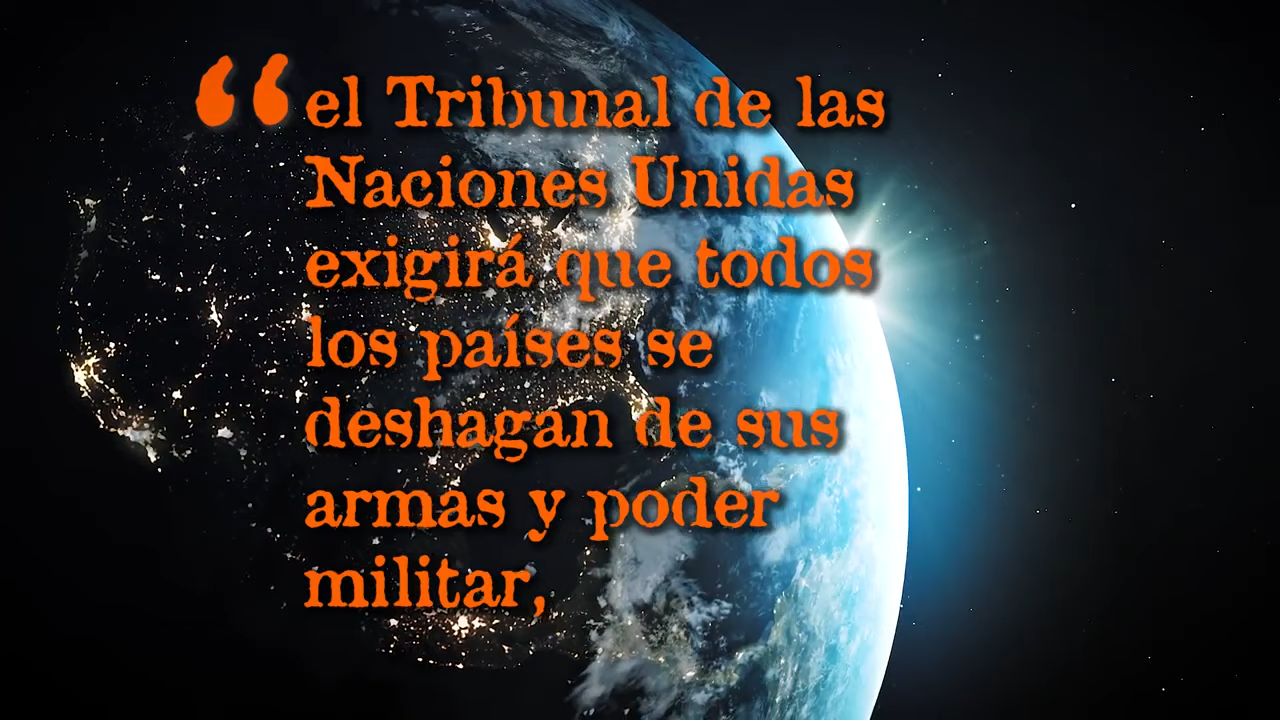 “el Tribunal de las
Naciones Unidas
exigirá que todos
los países se
deshagan de sus
armas y poder
militar,